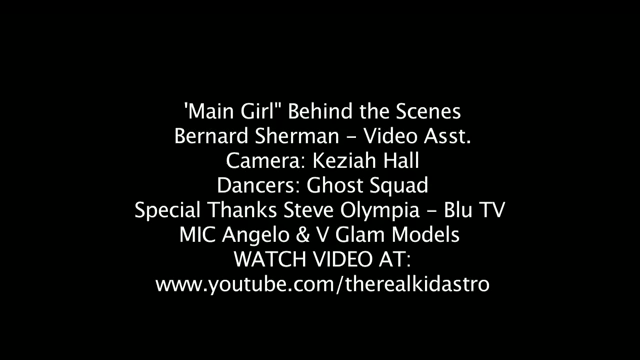 'Main Girl" Behind the Scenes
Bernard Sherman - Video Asst.
Camera: Keziah Hall
Dancers: Ghost Squad
Special Thanks Steve Olympia - Blu TV
MIC Angelo & V Glam Models
WATCH VIDEO AT:
www.youtube.com/therealkidastro